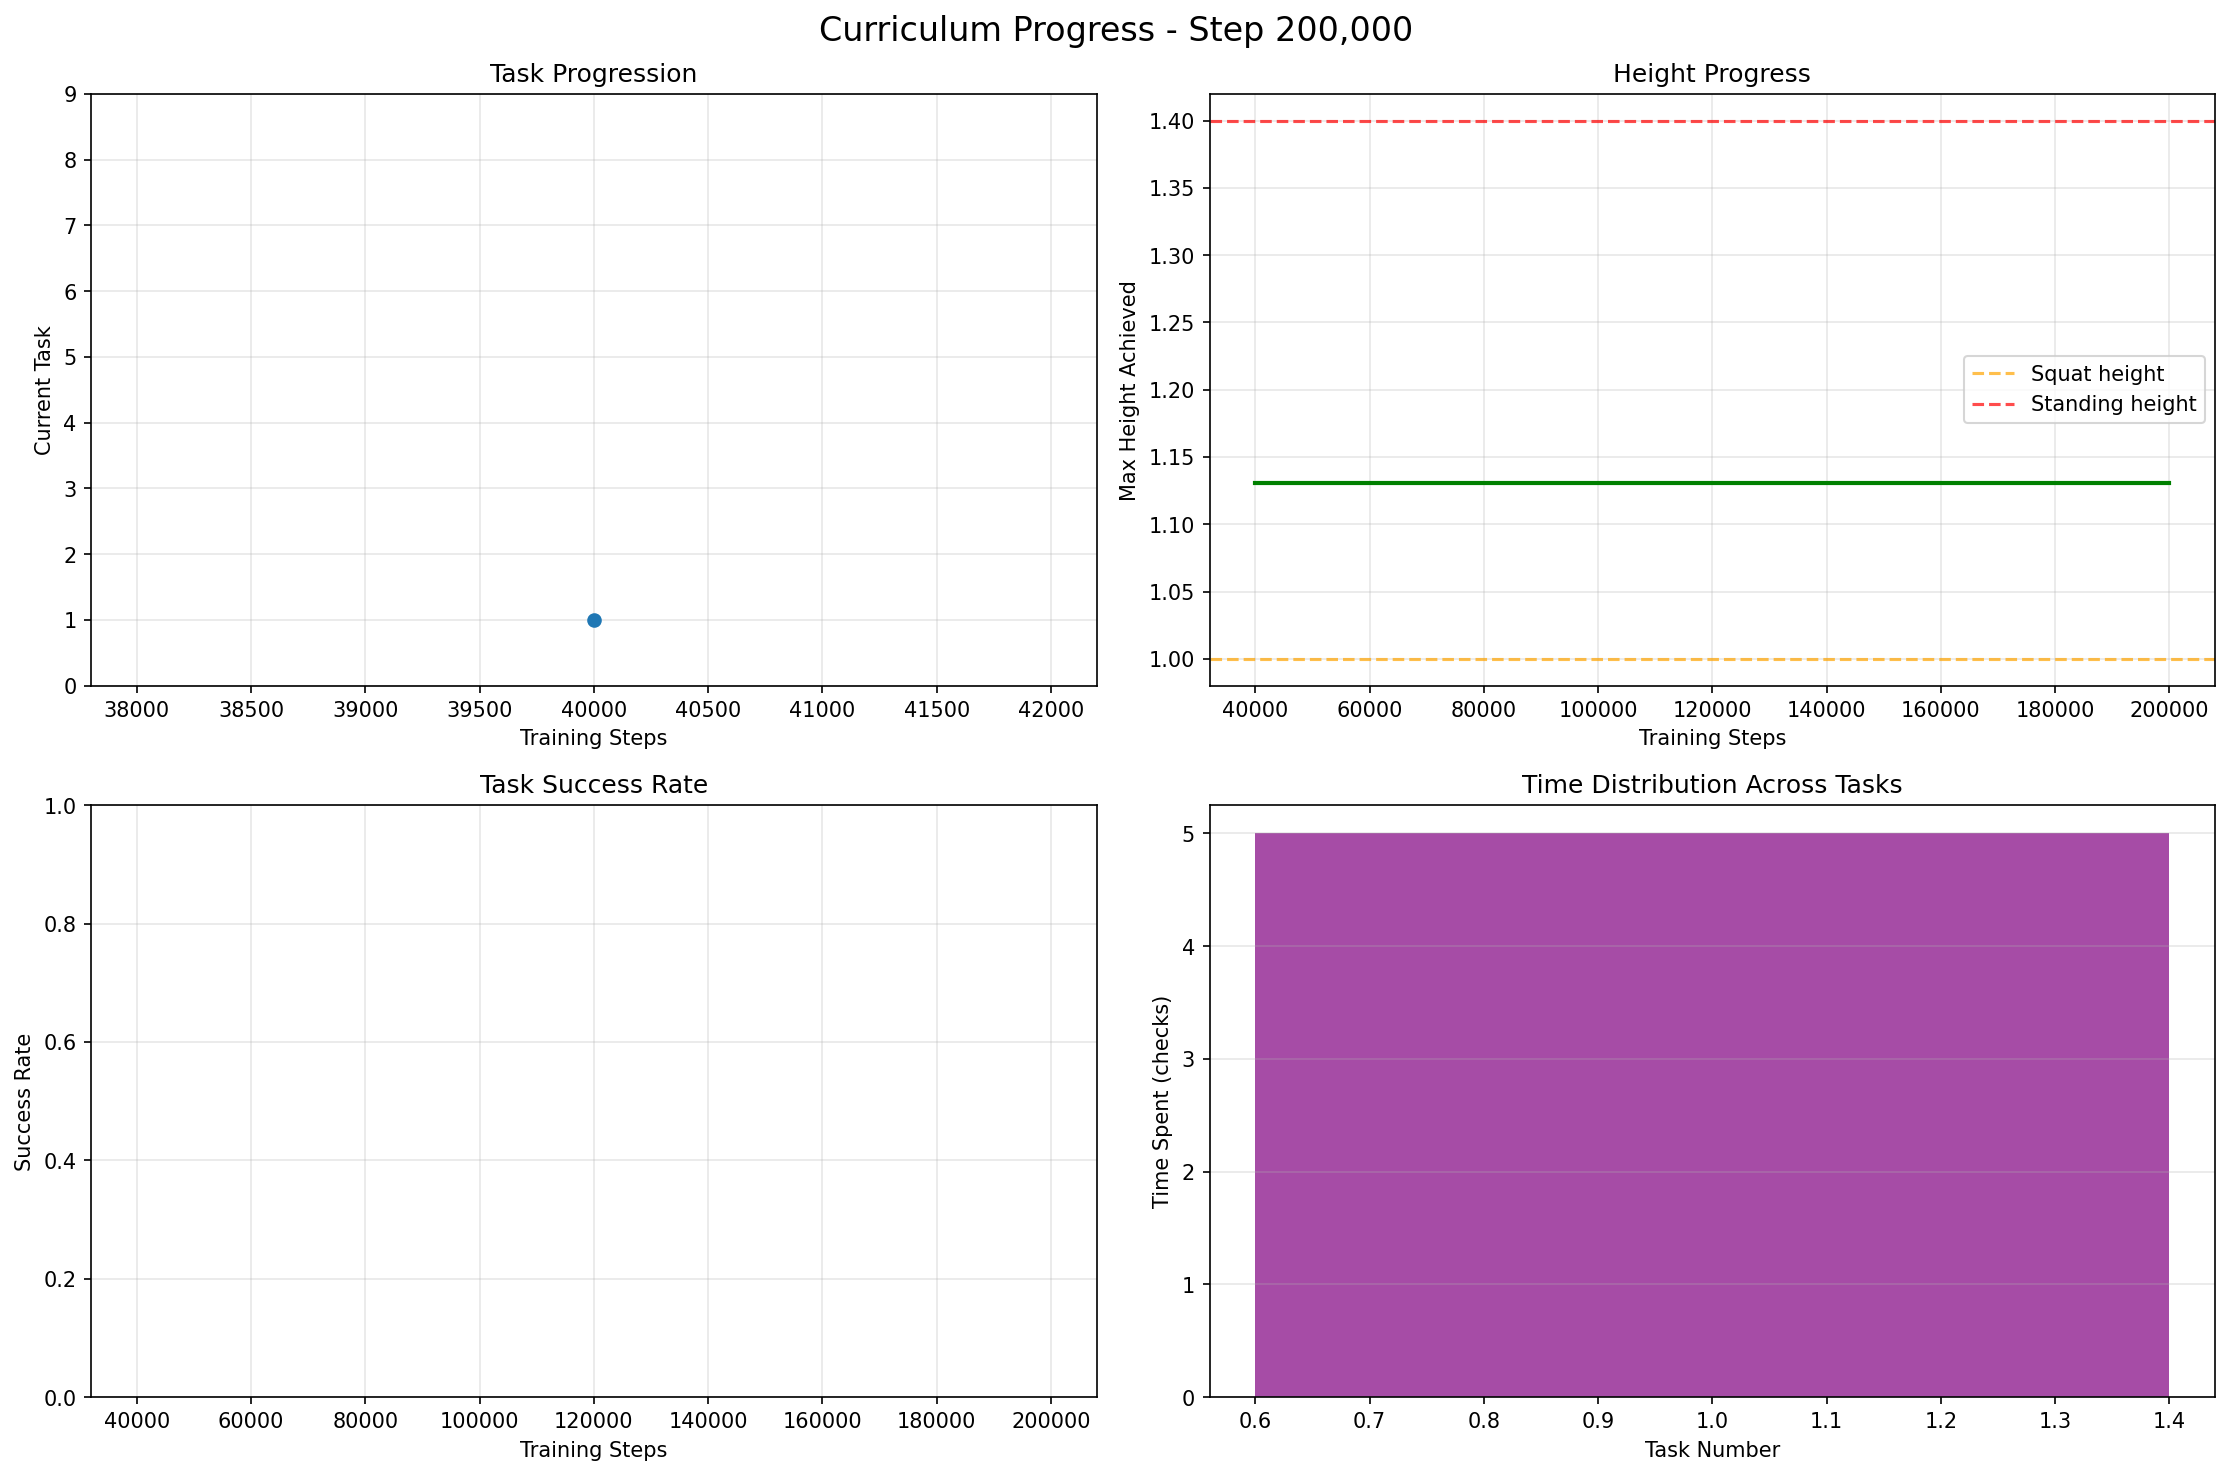 Curriculum Progress - Step 200,000
Task Progression
9
8
7
6
5
4
3
2
1
0
Current Task
38000 38500 39000 39500 40000 40500 41000 41500 42000
Training Steps
Height Progress
1.40
1.35
1.30
1.25
1.20
1.15
1.10
1.05
1.00
Max Height Achieved
Squat height
Standing height
40000 60000 80000 100000 120000 140000 160000 180000 200000
Training Steps
Task Success Rate
1.0
0.8
0.6
0.4
0.2
0.0
Success Rate
40000 60000 80000 100000 120000 140000 160000 180000 200000
Training Steps
Time Distribution Across Tasks
5
4
3
2
1
0
Time Spent (checks)
0.6 0.7 0.8 0.9 1.0 1.1 1.2 1.3 1.4
Task Number